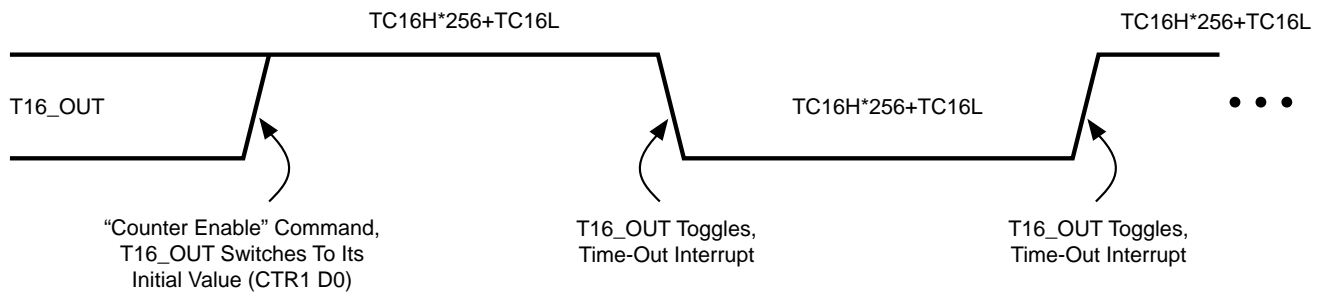 TC16H*256+TC16L
TC16H*256+TC16L
T16_OUT
TC16H*256+TC16L
“Counter Enable” Command,
T16_OUT Switches To Its
Initial Value (CTR1 D0)
T16_OUT Toggles,
Time-Out Interrupt
T16_OUT Toggles,
Time-Out Interrupt